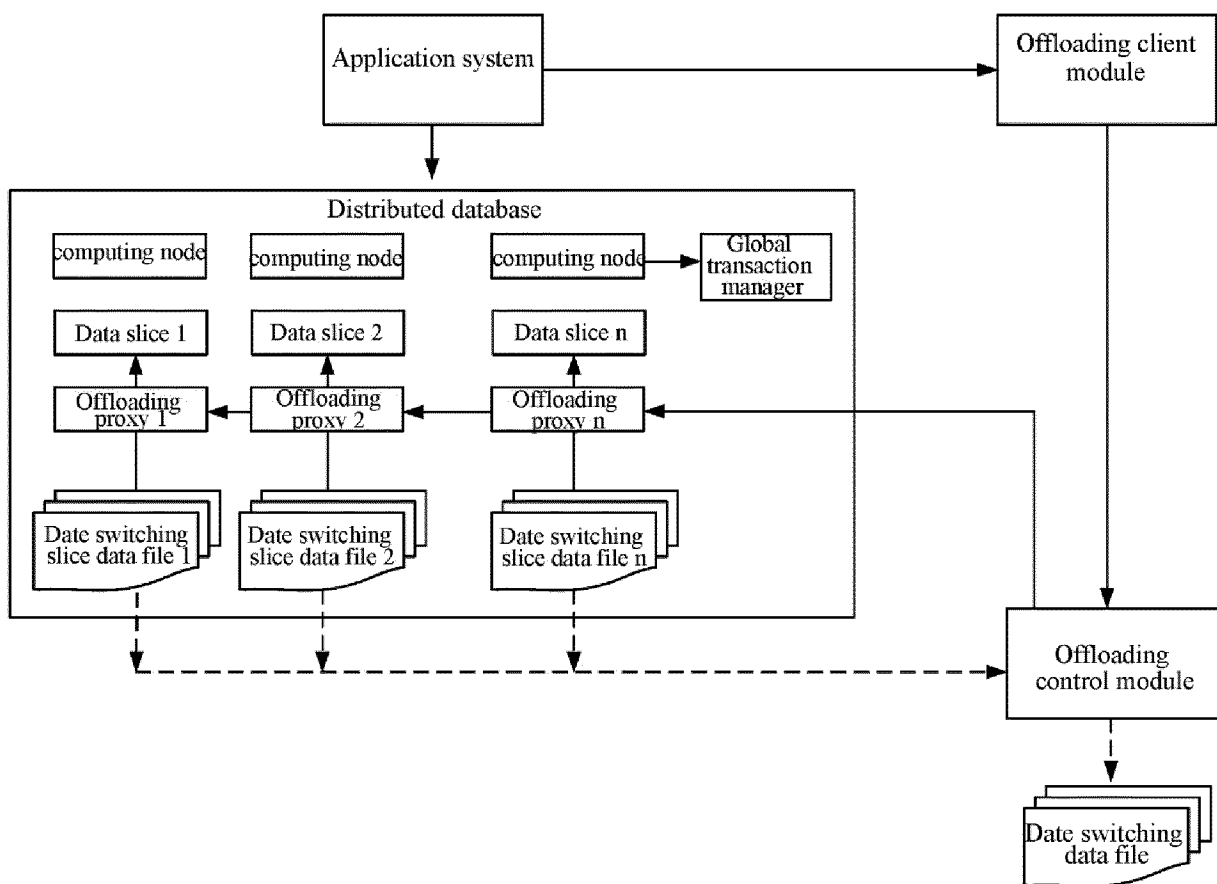 Application system
Offloading client
module
Distributed database
computing node
computing node
computing node
Global
transaction
manager
Data slice 1
Data slice 2
Data slice n
Offloading
proxy 1
Offloading
proxy 2
Offloading
proxy n
Date switching
slice data file 1
Date switching
slice data file 2
Date switching
slice data file n
Offloading
control module
Date switching
data file